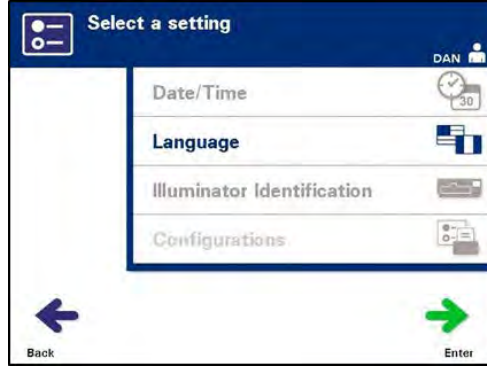 Select a setting
DAN
Date/Time
30
Language
Illuminator Identification
Configurations
Back
Enter